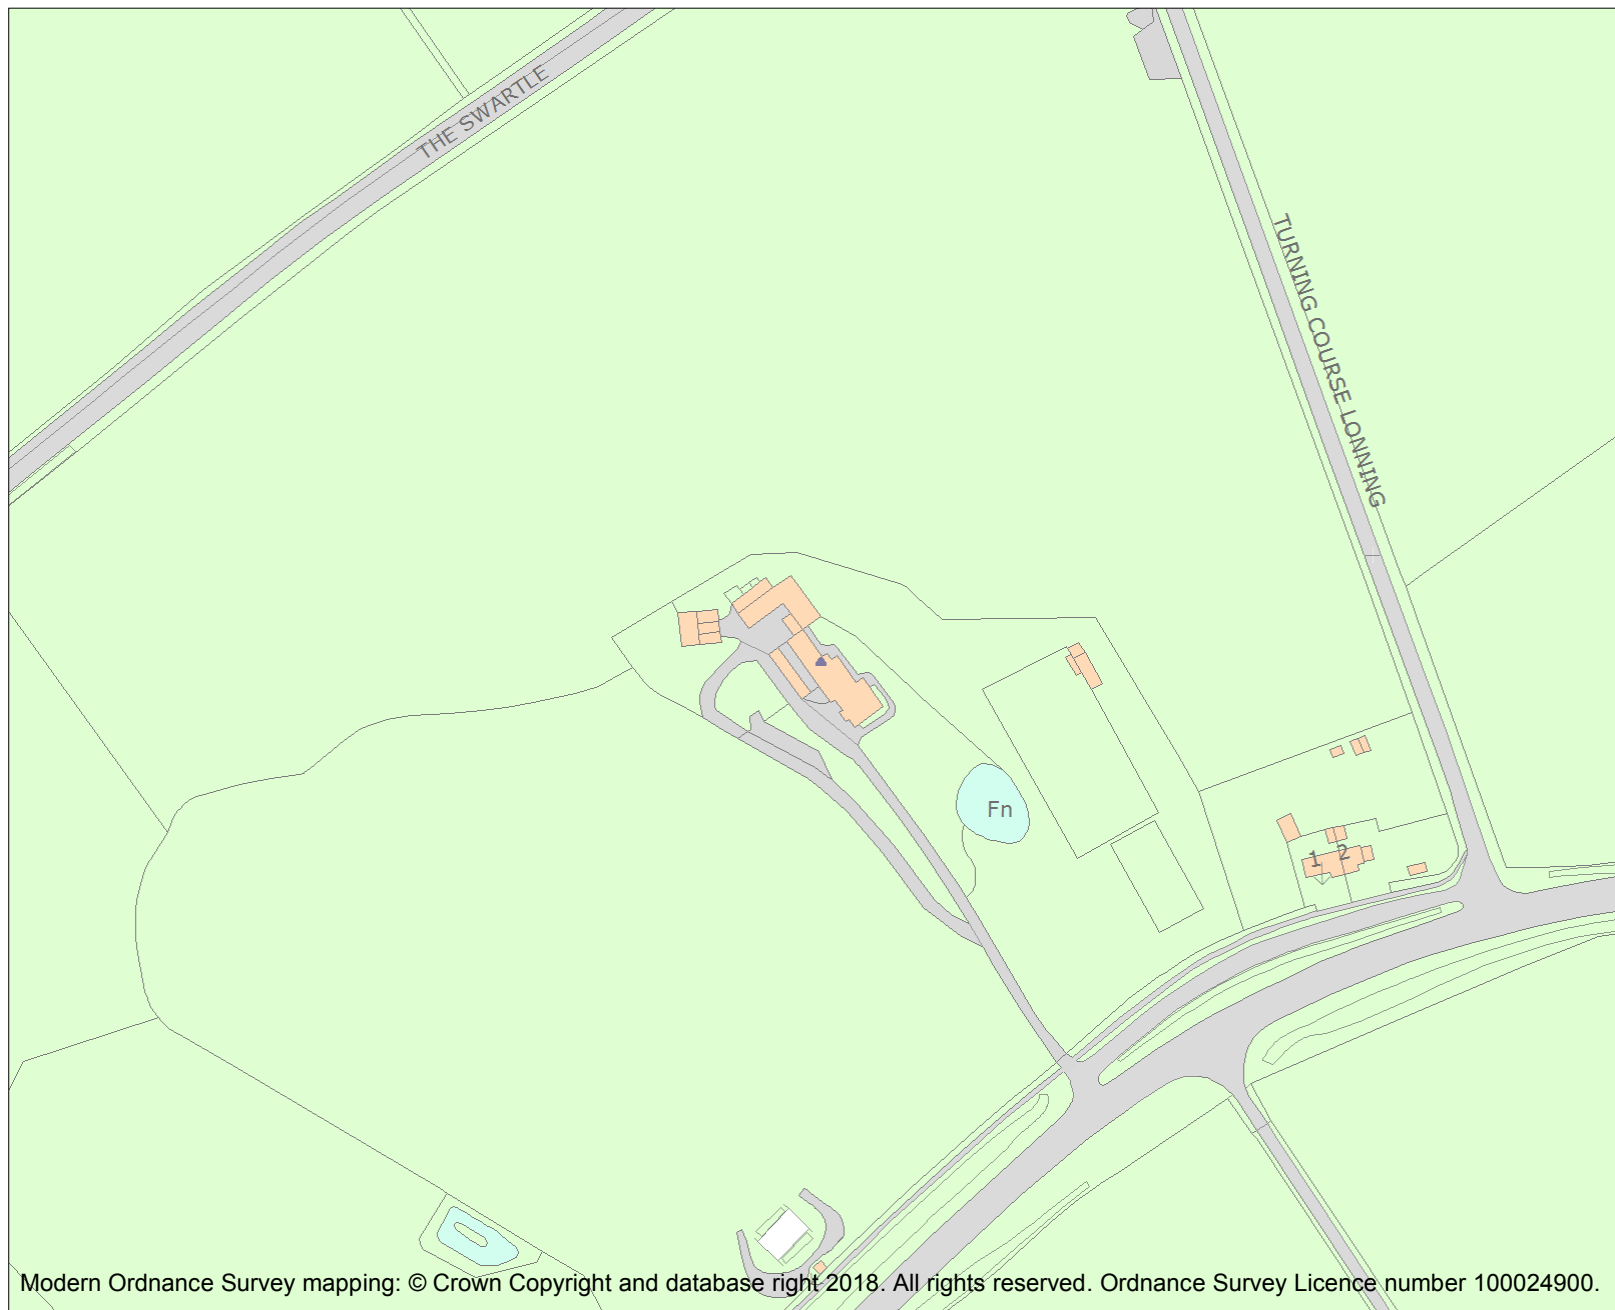 THE SWARTLE
TURNING COURSE LONNING
Fn
1
2
Modern Ordnance Survey mapping: © Crown Copyright and database right 2018. All rights reserved. Ordnance Survey Licence number 100024900.